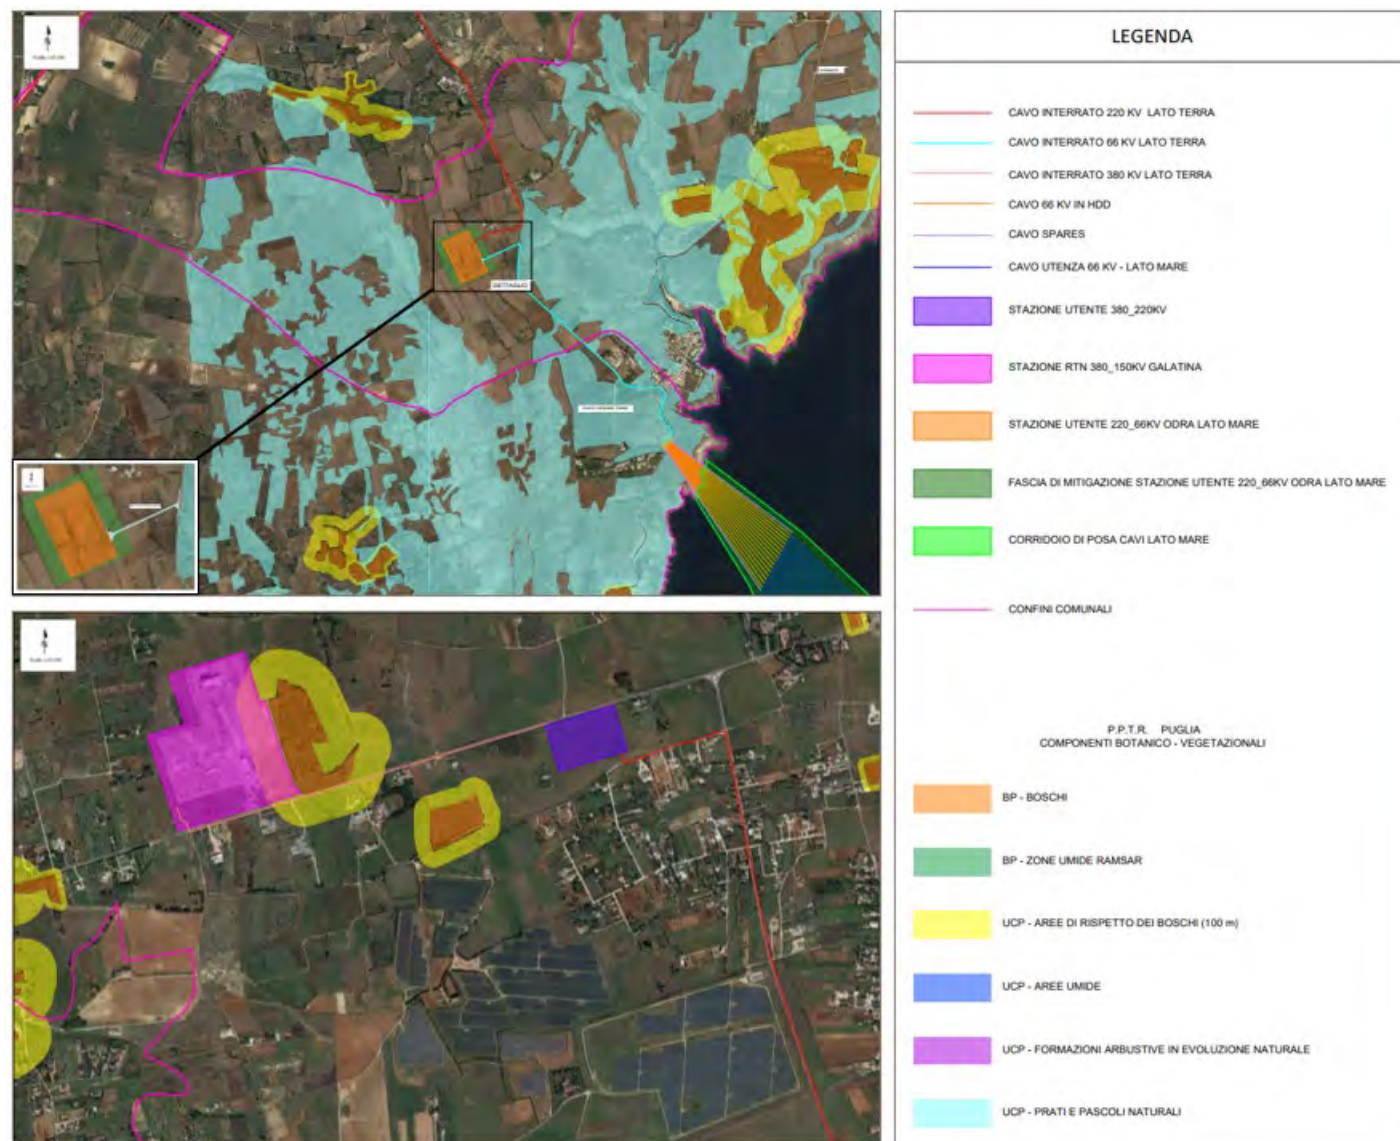 DETTAGLIO
LEGENDA
CAVO INTERRATO 220 KV LATO TERRA
CAVO INTERRATO 66 KV LATO TERRA
CAVO INTERRATO 380 KV LATO TERRA
CAVO 66 KV IN HDD
CAVO SPARES
CAVO UTENZA 66 KV - LATO MARE
STAZIONE UTENTE 380_220KV
STAZIONE RTN 380_150KV GALATINA
STAZIONE UTENTE 220_66KV ODRA LATO MARE
FASCIA DI MITIGAZIONE STAZIONE UTENTE 220_66KV ODRA LATO MARE
CORRIDOIO DI POSA CAVI LATO MARE
CONFINI COMUNALI
P.P.T.R. PUGLIA
COMPONENTI BOTANICO - VEGETAZIONALI
BP - BOSCHI
BP - ZONE UMIDE RAMSAR
UCP - AREE DI RISPETTO DEI BOSCHI (100 m)
UCP - AREE UMIDE
UCP - FORMAZIONI ARBUSTIVE IN EVOLUZIONE NATURALE
UCP - PRATI E PASCOLI NATURALI